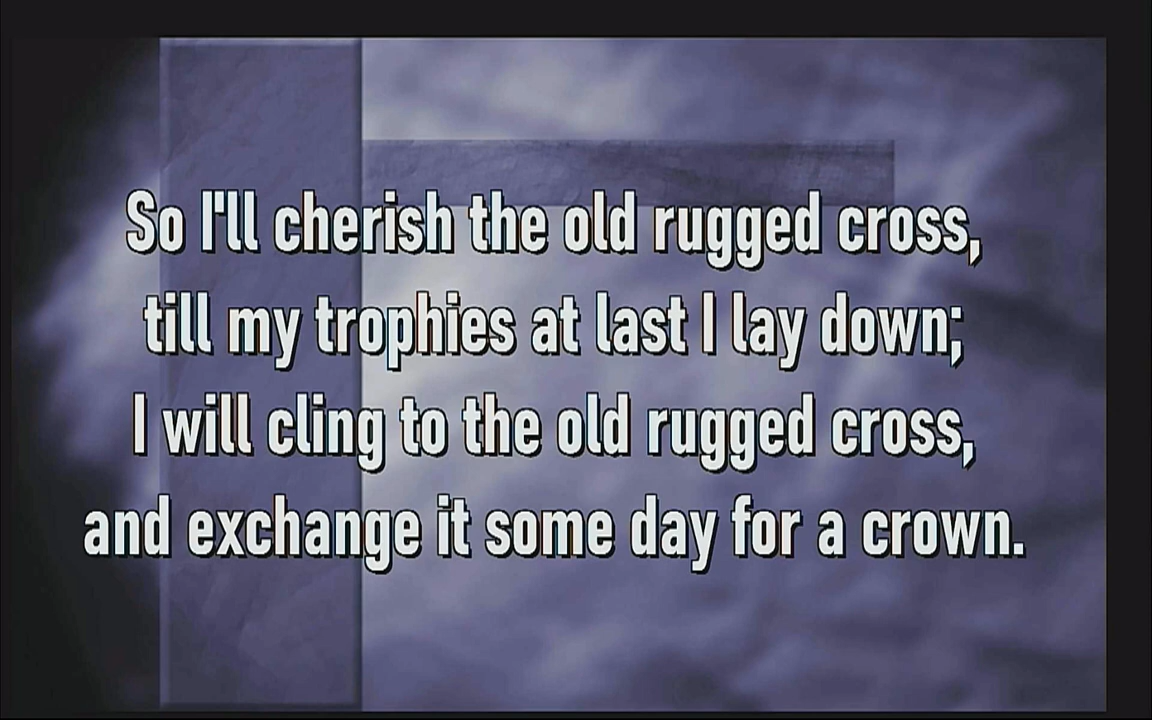 So I'll cherish the old rugged cross,
till my trophies at last I lay down;
I will cling to the old rugged cross,
and exchange it some day for a crown.